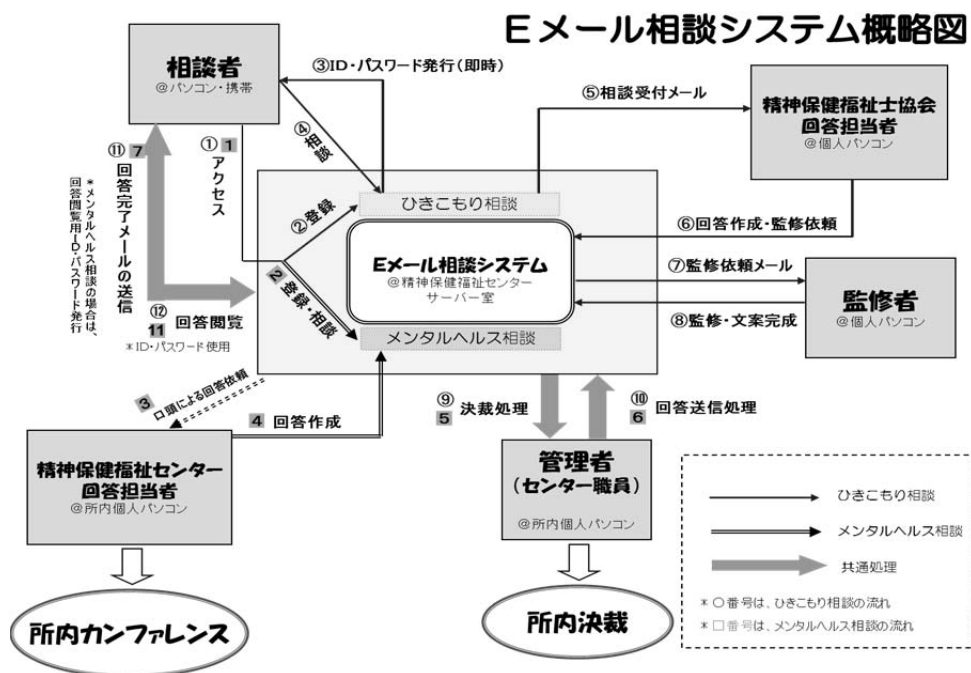 Eメール相談システム概略図
相談者
@パソコン・携帯
③ID・パスワード発行(即時)
⑤相談受付メール
精神保健福祉士協会
回答担当者
@個人パソコン
④相談
①1
アクセス
⑪7
回答完了メールの送信
*メンタルヘルス相談の場合は、
回答閲覧用ID・パスワード発行
②登録
ひきこもり相談
Eメール相談システム
@精神保健福祉センター
サーバー室
メンタルヘルス相談
2 登録・相談
⑥回答作成・監修依頼
⑦監修依頼メール
⑧監修・文案完成
監修者
@個人パソコン
⑫
11 回答閲覧
*ID・パスワード使用
3 口頭による回答依頼
4 回答作成
⑨
5 決裁処理
⑩
6 回答送信処理
精神保健福祉センター
回答担当者
@所内個人パソコン
管理者
(センター職員)
@所内個人パソコン
所内カンファレンス
所内決裁
ひきこもり相談
メンタルヘルス相談
共通処理
*〇番号は、ひきこもり相談の流れ
*□番号は、メンタルヘルス相談の流れ